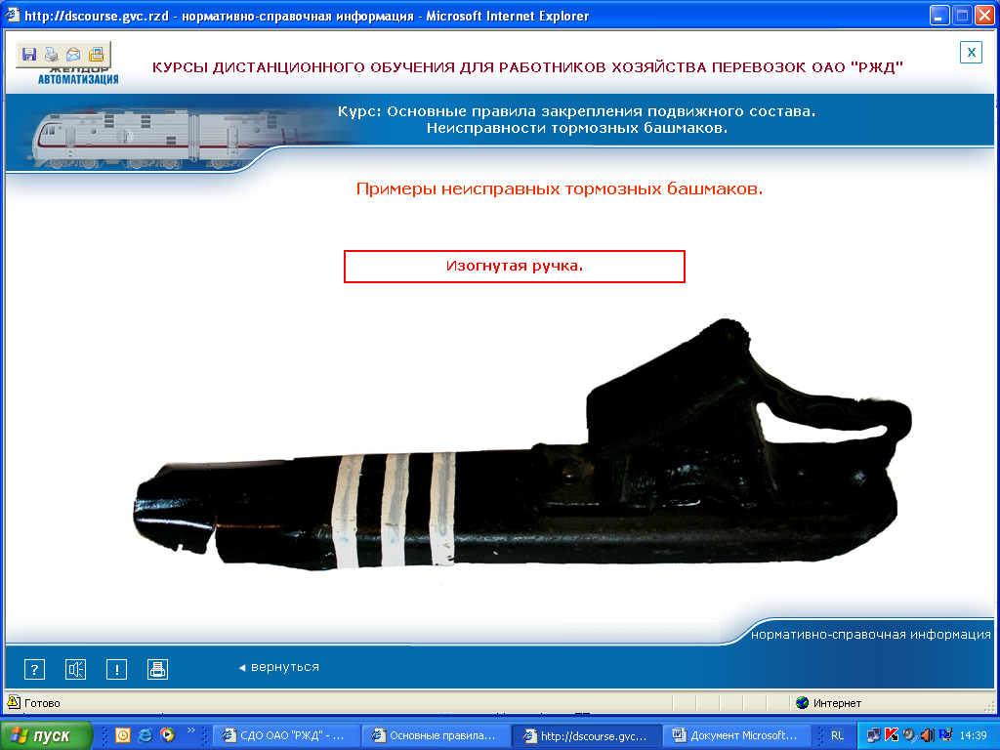 http://dscourse.gvc.rzd - нормативно-справочная информация - Microsoft Internet Explorer
ЖЕЛДОР
АВТОМАТИЗАЦИЯ
КУРСЫ ДИСТАНЦИОННОГО ОБУЧЕНИЯ ДЛЯ РАБОТНИКОВ ХОЗЯЙСТВА ПЕРЕВОЗОК ОАО "РЖД"
X
Курс: Основные правила закрепления подвижного состава.
Неисправности тормозных башмаков.
Примеры неисправных тормозных башмаков.
Изогнутая ручка.
нормативно-справочная информация
?
!
вернуться
Готово
Интернет
пуск
»
СДО ОАО "РЖД" - ...
Основные правила...
http://dscourse.gvc...
Документ Microsoft...
RL
14:39